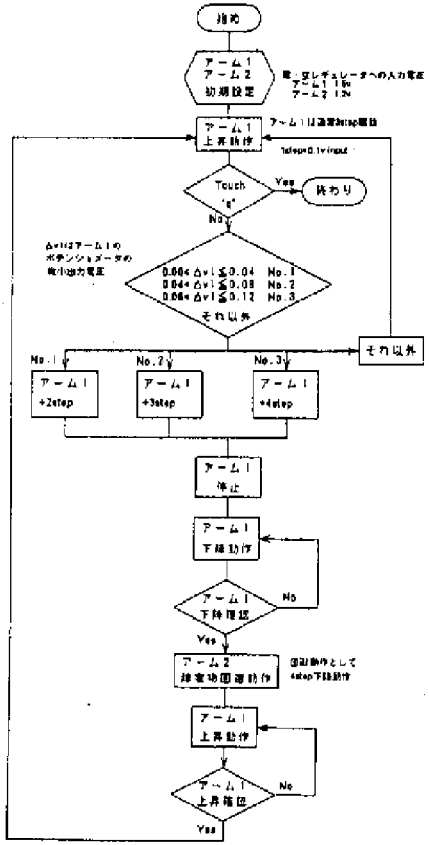 始め
アーム1
アーム2
初期設定
電・空レギュレータへの入力電圧
アーム1 1.5v
アーム2 1.2v
アーム1
上昇動作
アーム1は通常3step駆動
1step=0.1v input
Touch
"q"
Yes
終わり
No
Δv1はアーム1の
ポテンショメータの
微小出力電圧
0.00< Δv1≦0.04 No.1
0.04< Δv1≦0.08 No.2
0.08< Δv1≦0.12 No.3
それ以外
それ以外
No.1
No.2
No.3
アーム1
+2step
アーム1
+3step
アーム1
+4step
アーム1
停止
アーム1
下降動作
アーム1
下降確認
No
Yes
アーム2
障害物回避動作
回避動作として
4step下降動作
アーム1
上昇動作
アーム1
上昇確認
No
Yes